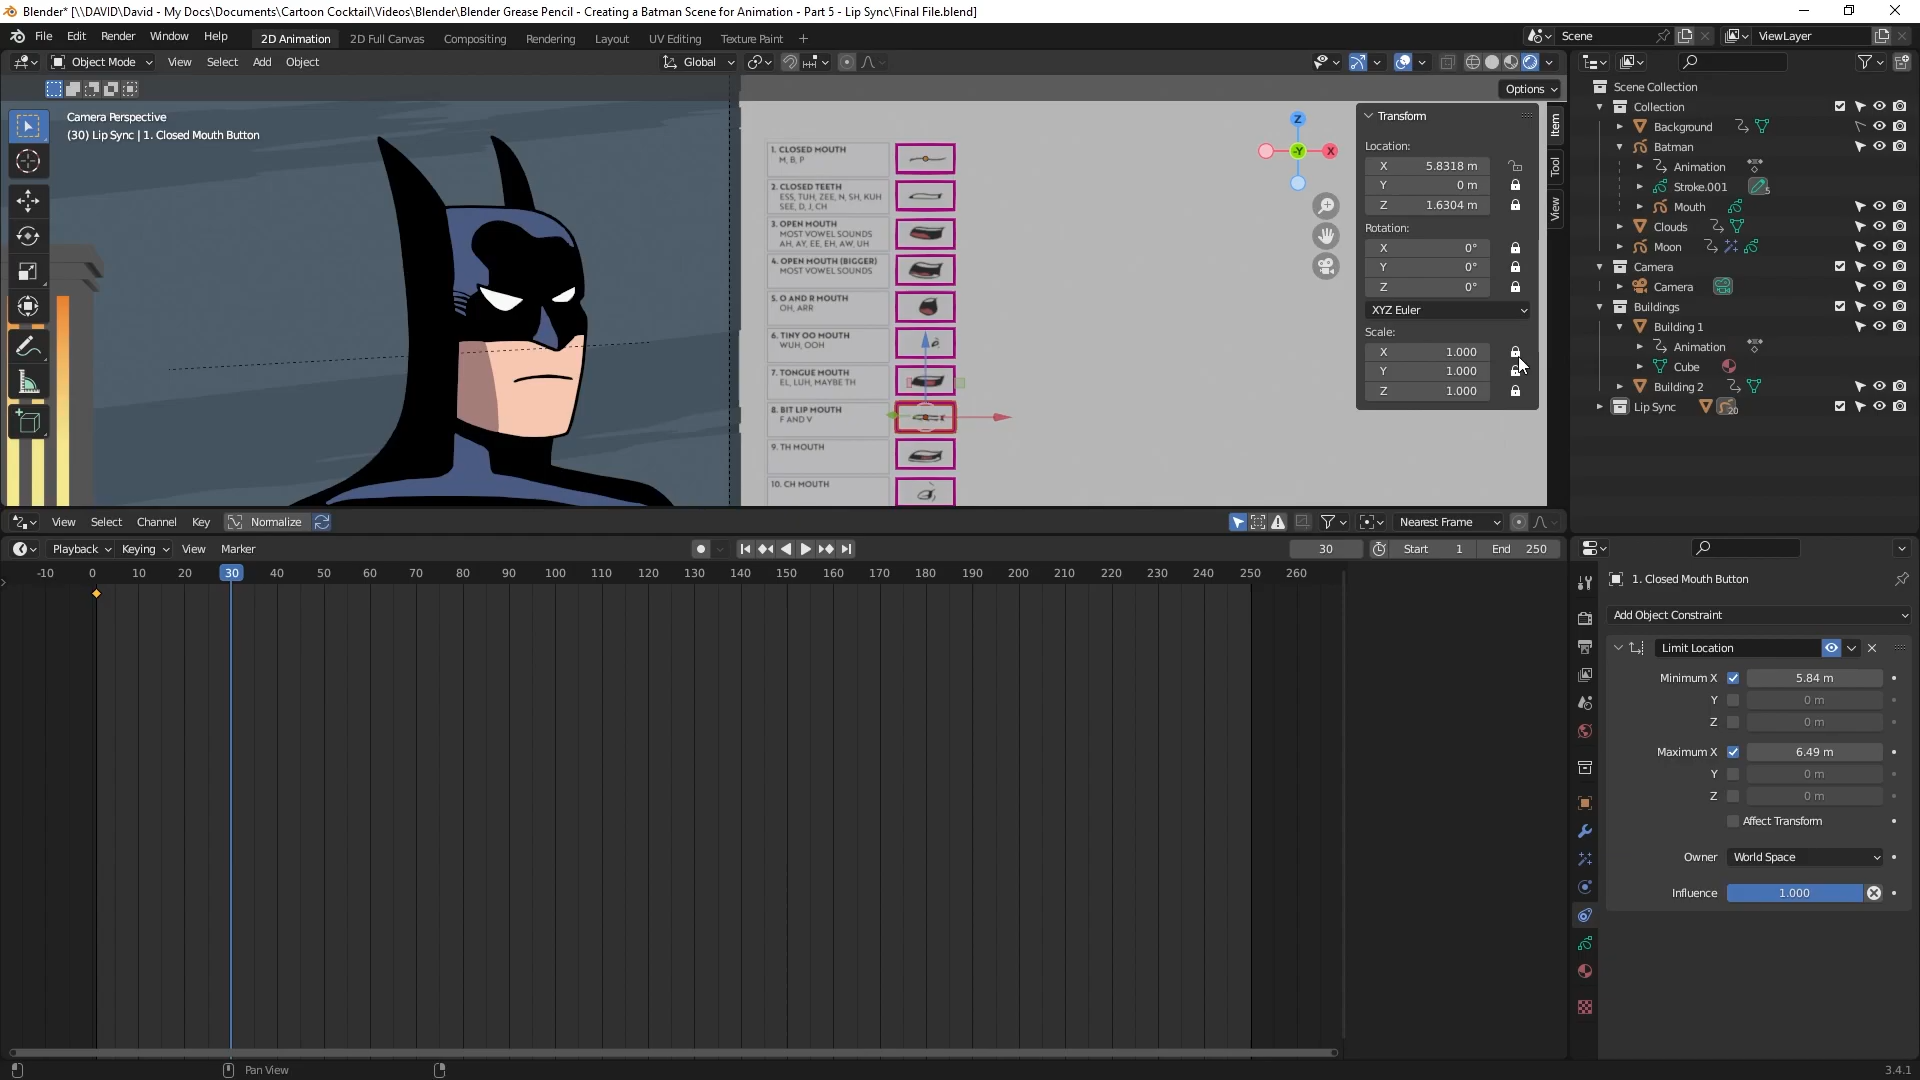 Blender* [\\DAVID\David - My Docs\Documents\Cartoon Cocktail\Videos\Blender\Blender Grease Pencil - Creating a Batman Scene for Animation - Part 5 - Lip Sync\Final File.blend]
File Edit Render Window Help
2D Animation 2D Full Canvas Compositing Rendering Layout UV Editing Texture Paint +
Scene
ViewLayer
Object Mode View Select Add Object
Global
Options
Camera Perspective
(30) Lip Sync | 1. Closed Mouth Button
1. CLOSED MOUTH
M, B, P
2. CLOSED TEETH
ESS, TUH, ZEE, N, SH, KUH
SEE, D, J, CH
3. OPEN MOUTH
MOST VOWEL SOUNDS
AH, AY, EE, EH, AW, UH
4. OPEN MOUTH (BIGGER)
MOST VOWEL SOUNDS
5. O AND R MOUTH
OH, ARR
6. TINY OO MOUTH
WUH, OOH
7. TONGUE MOUTH
EL, LUH, MAYBE TH
8. BIT LIP MOUTH
F AND V
9. TH MOUTH
10. CH MOUTH
Z
-Y
X
Transform
Location:
X 5.8318 m
Y 0 m
Z 1.6304 m
Rotation:
X 0°
Y 0°
Z 0°
XYZ Euler
Scale:
X 1.000
Y 1.000
Z 1.000
Item
Tool
View
Scene Collection
Collection
Background
Batman
Animation
Stroke.001 5
Mouth
Clouds
Moon
Camera
Camera
Buildings
Building 1
Animation
Cube
Building 2
Lip Sync 20
View Select Channel Key Normalize
Nearest Frame
Playback Keying View Marker
30 Start 1 End 250
-10 0 10 20 30 40 50 60 70 80 90 100 110 120 130 140 150 160 170 180 190 200 210 220 230 240 250 260
1. Closed Mouth Button
Add Object Constraint
Limit Location
Minimum X 5.84 m
Y 0 m
Z 0 m
Maximum X 6.49 m
Y 0 m
Z 0 m
Affect Transform
Owner World Space
Influence 1.000
Pan View
3.4.1